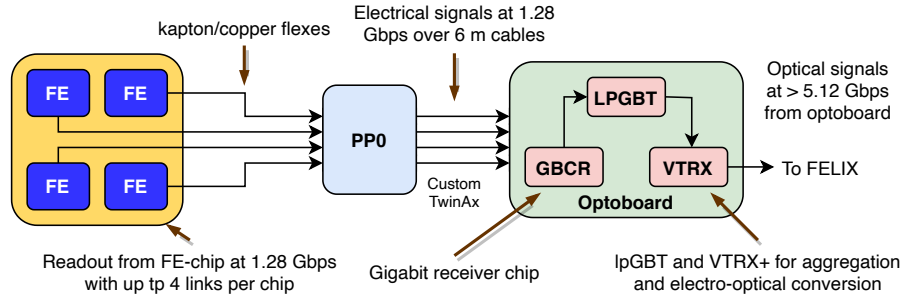 kapton/copper flexes
Electrical signals at 1.28
Gbps over 6 m cables
FE
FE
FE
FE
PP0
Custom
TwinAx
LPGBT
GBCR
VTRX
Optoboard
Optical signals
at > 5.12 Gbps
from optoboard
To FELIX
Readout from FE-chip at 1.28 Gbps
with up tp 4 links per chip
Gigabit receiver chip
lpGBT and VTRX+ for aggregation
and electro-optical conversion